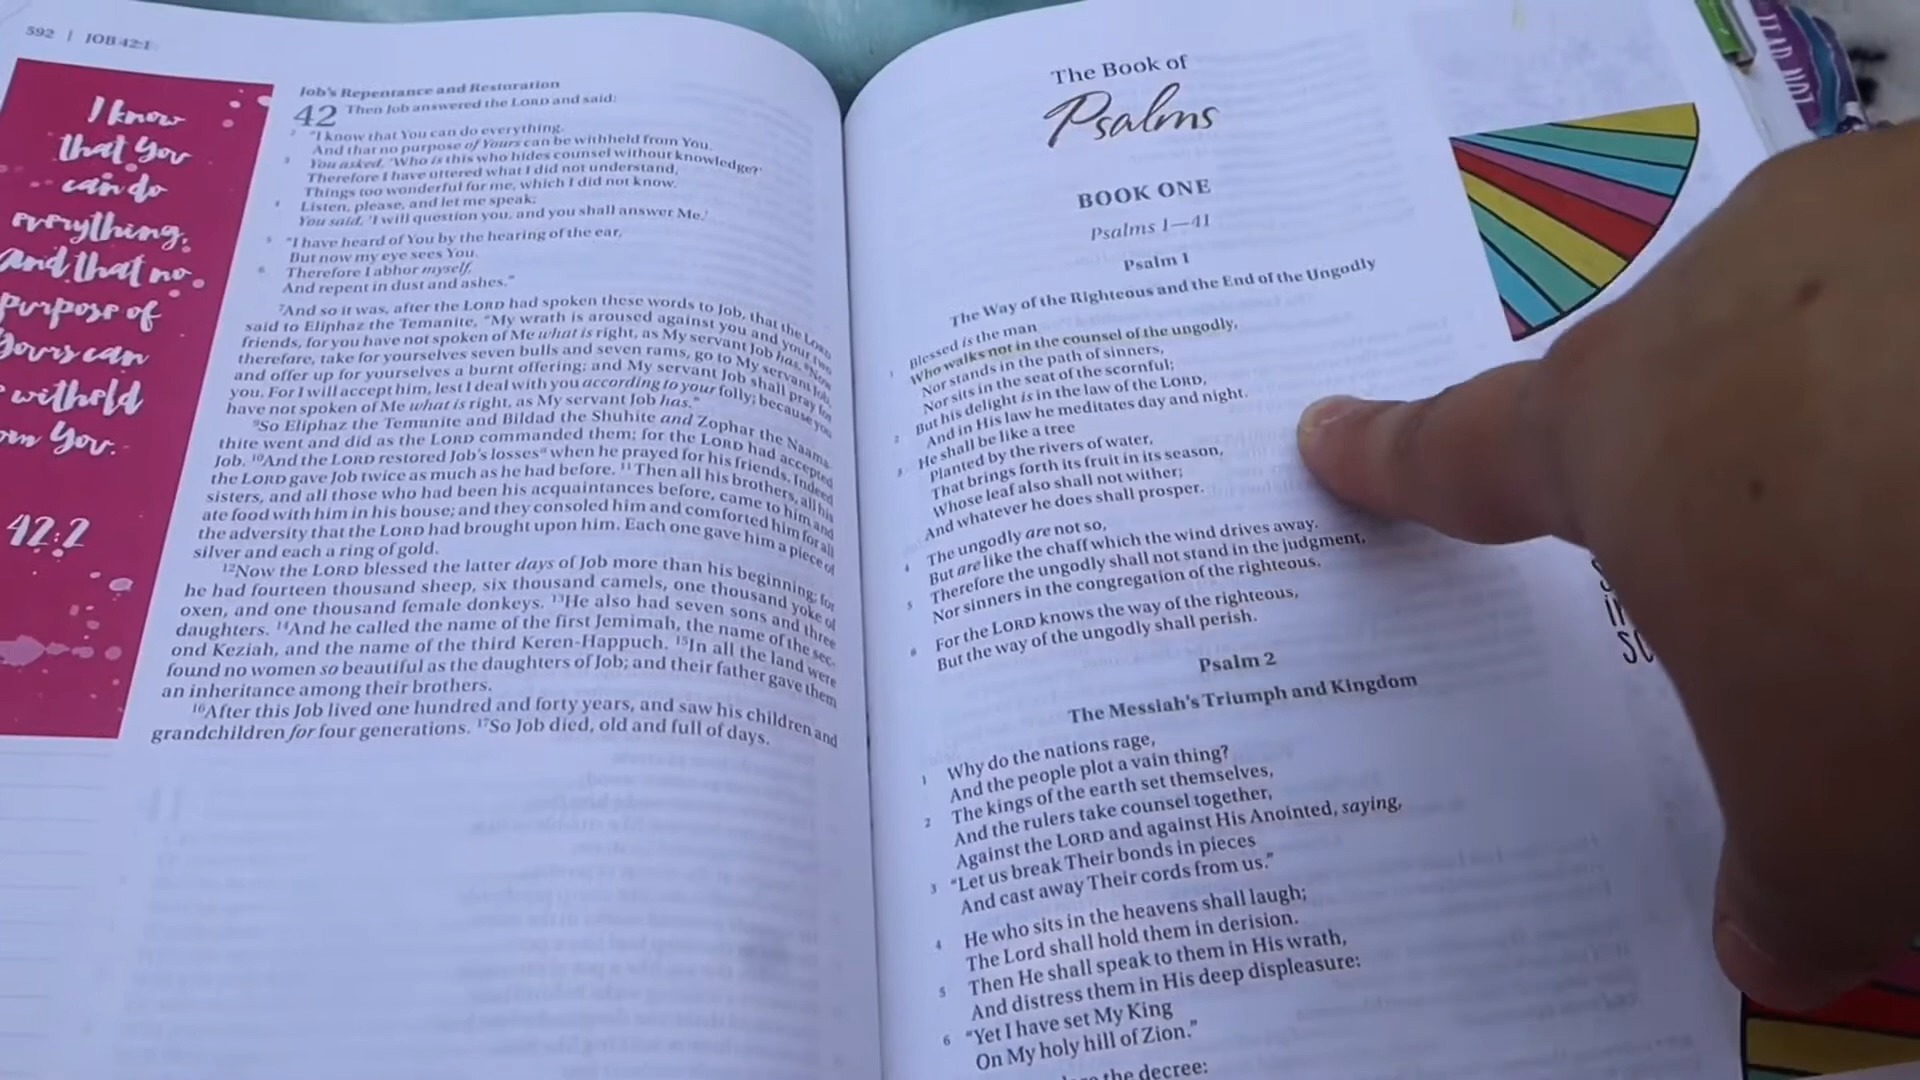 592 | JOB 42:1
I know
that You
can do
everything,
and that no
purpose of
Yours can
withheld
You.
42:2
Job's Repentance and Restoration
42 Then Job answered the LORD and said:
2 "I know that You can do everything,
And that no purpose of Yours can be withheld from You.
3 You asked, 'Who is this who hides counsel without knowledge?'
Therefore I have uttered what I did not understand,
Things too wonderful for me, which I did not know.
4 Listen, please, and let me speak;
You said, 'I will question you, and you shall answer Me.'
5 "I have heard of You by the hearing of the ear,
But now my eye sees You.
6 Therefore I abhor myself,
And repent in dust and ashes."
7And so it was, after the LORD had spoken these words to Job, that the LORD
said to Eliphaz the Temanite, "My wrath is aroused against you and your two
friends, for you have not spoken of Me what is right, as My servant Job has. 8Now
therefore, take for yourselves seven bulls and seven rams, go to My servant Job,
and offer up for yourselves a burnt offering; and My servant Job shall pray for
you. For I will accept him, lest I deal with you according to your folly; because you
have not spoken of Me what is right, as My servant Job has."
9So Eliphaz the Temanite and Bildad the Shuhite and Zophar the Naama-
thite went and did as the LORD commanded them; for the LORD had accepted
Job. 10And the LORD restored Job's losses a when he prayed for his friends. Indeed
the LORD gave Job twice as much as he had before. 11Then all his brothers, all his
sisters, and all those who had been his acquaintances before, came to him and
ate food with him in his house; and they consoled him and comforted him for all
the adversity that the LORD had brought upon him. Each one gave him a piece of
silver and each a ring of gold.
12Now the LORD blessed the latter days of Job more than his beginning; for
he had fourteen thousand sheep, six thousand camels, one thousand yoke of
oxen, and one thousand female donkeys. 13He also had seven sons and three
daughters. 14And he called the name of the first Jemimah, the name of the sec-
ond Keziah, and the name of the third Keren-Happuch. 15In all the land were
found no women so beautiful as the daughters of Job; and their father gave them
an inheritance among their brothers.
16After this Job lived one hundred and forty years, and saw his children and
grandchildren for four generations. 17So Job died, old and full of days.
The Book of
Psalms
BOOK ONE
Psalms 1—41
Psalm 1
The Way of the Righteous and the End of the Ungodly
1 Blessed is the man
Who walks not in the counsel of the ungodly,
Nor stands in the path of sinners,
Nor sits in the seat of the scornful;
2 But his delight is in the law of the LORD,
And in His law he meditates day and night.
3 He shall be like a tree
Planted by the rivers of water,
That brings forth its fruit in its season,
Whose leaf also shall not wither;
And whatever he does shall prosper.
4 The ungodly are not so,
But are like the chaff which the wind drives away.
5 Therefore the ungodly shall not stand in the judgment,
Nor sinners in the congregation of the righteous.
6 For the LORD knows the way of the righteous,
But the way of the ungodly shall perish.
Psalm 2
The Messiah's Triumph and Kingdom
1 Why do the nations rage,
And the people plot a vain thing?
2 The kings of the earth set themselves,
And the rulers take counsel together,
Against the LORD and against His Anointed, saying,
3 "Let us break Their bonds in pieces
And cast away Their cords from us."
4 He who sits in the heavens shall laugh;
The Lord shall hold them in derision.
5 Then He shall speak to them in His wrath,
And distress them in His deep displeasure:
6 "Yet I have set My King
On My holy hill of Zion."
the decree:
NOT